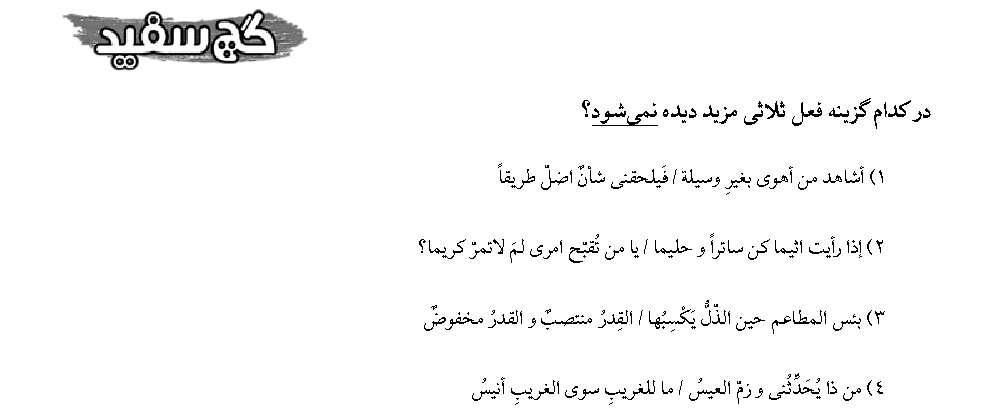 گچ سفید
در کدام گزینه فعل ثلاثی مزید دیده نمی‌شود؟
۱) أشاهد من أهوی بغیرِ وسیلة / فَیلحقنی شأنٌ اضلّ طریقاً
۲) إذا رأیت اثیما کن ساتراً و حلیما / یا من تُقبّح امری لمَ لاتمرّ کریما؟
۳) بئس المطاعم حین الذّلُّ یَکْسِبُها / القِدرُ منتصبٌ و القدرُ مخفوضٌ
۴) من ذا یُحَدِّثُنی و زمّ العیسُ / ما للغریبِ سوی الغریبِ أنیسُ